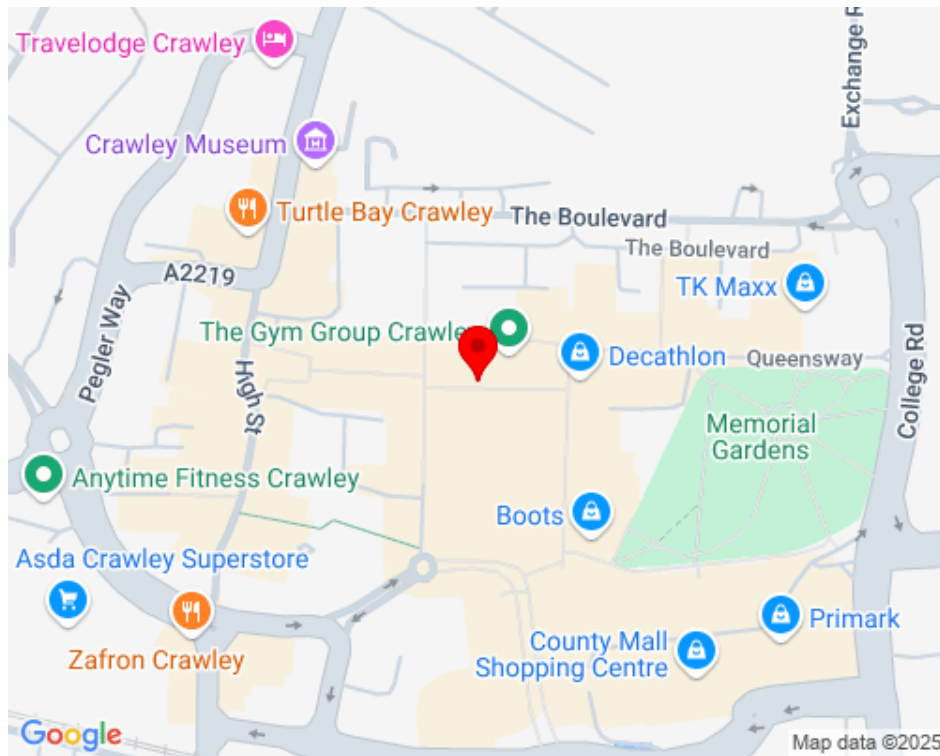 Travelodge Crawley
Exchange R
Crawley Museum
Turtle Bay Crawley
The Boulevard
The Boulevard
A2219
TK Maxx
Pegler Way
The Gym Group Crawley
Decathlon
Queensway
High St
College Rd
Memorial
Gardens
Anytime Fitness Crawley
Boots
Asda Crawley Superstore
Primark
County Mall
Shopping Centre
Zafron Crawley
Google
Map data ©2025